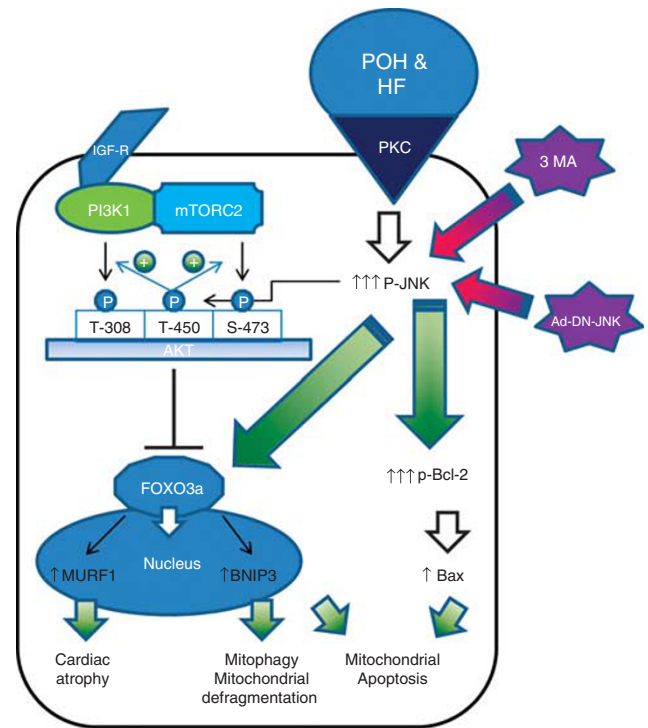 POH &
HF
PKC
IGF-R
3 MA
PI3K1
mTORC2
+ +
↑↑↑ P-JNK
P P P
T-308 T-450 S-473
AKT
Ad-DN-JNK
↑↑↑ p-Bcl-2
FOXO3a
Nucleus
↑MURF1
↑BNIP3
↑ Bax
Cardiac
atrophy
Mitophagy
Mitochondrial
defragmentation
Mitochondrial
Apoptosis